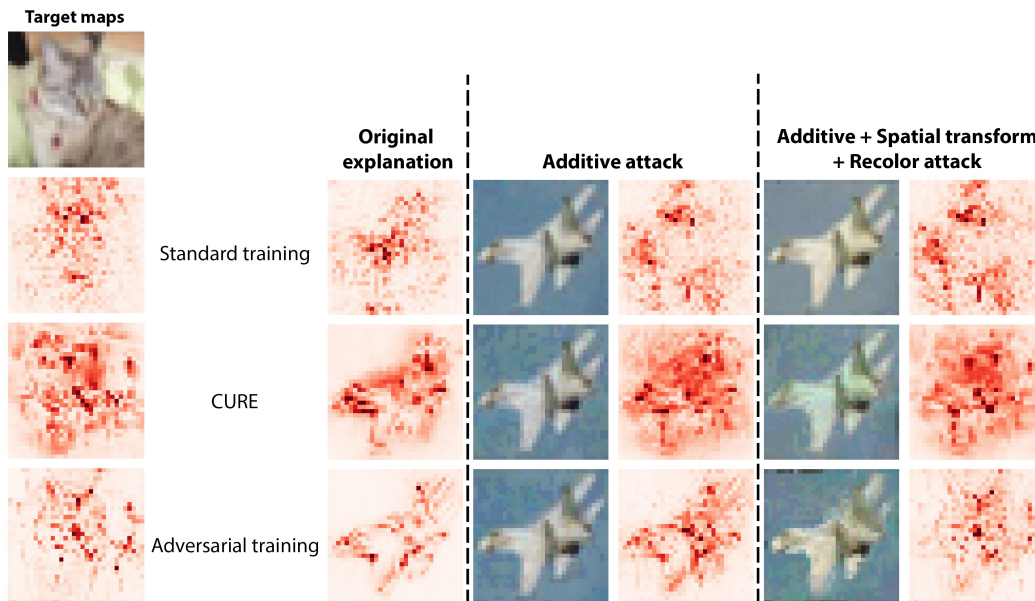 Target maps
Original
explanation
Additive attack
Additive + Spatial transform
+ Recolor attack
Standard training
CURE
Adversarial training